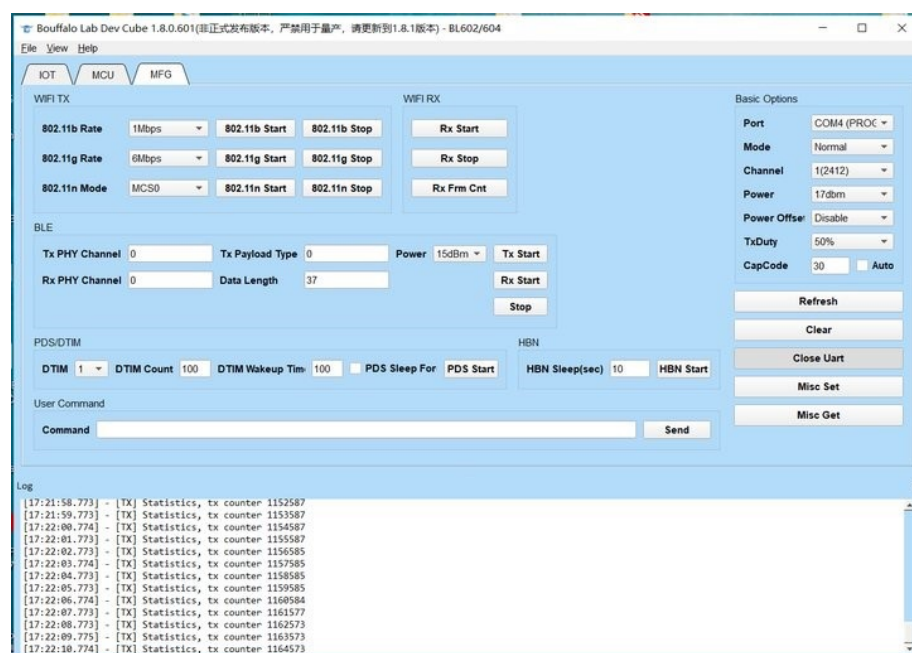 Bouffalo Lab Dev Cube 1.8.0.601(非正式发布版本，严禁用于量产，请更新到1.8.1版本) - BL602/604
File View Help
IOT MCU MFG
WIFI TX
802.11b Rate 1Mbps 802.11b Start 802.11b Stop
802.11g Rate 6Mbps 802.11g Start 802.11g Stop
802.11n Mode MCS0 802.11n Start 802.11n Stop
WIFI RX
Rx Start
Rx Stop
Rx Frm Cnt
BLE
Tx PHY Channel 0 Tx Payload Type 0 Power 15dBm Tx Start
Rx PHY Channel 0 Data Length 37 Rx Start
Stop
PDS/DTIM
DTIM 1 DTIM Count 100 DTIM Wakeup Tim 100 PDS Sleep For PDS Start
HBN
HBN Sleep(sec) 10 HBN Start
User Command
Command Send
Basic Options
Port COM4 (PROC
Mode Normal
Channel 1(2412)
Power 17dbm
Power Offse Disable
TxDuty 50%
CapCode 30 Auto
Refresh
Clear
Close Uart
Misc Set
Misc Get
Log
[17:21:58.773] - [TX] Statistics, tx counter 1152587
[17:21:59.773] - [TX] Statistics, tx counter 1153587
[17:22:00.774] - [TX] Statistics, tx counter 1154587
[17:22:01.773] - [TX] Statistics, tx counter 1155587
[17:22:02.773] - [TX] Statistics, tx counter 1156585
[17:22:03.774] - [TX] Statistics, tx counter 1157585
[17:22:04.773] - [TX] Statistics, tx counter 1158585
[17:22:05.773] - [TX] Statistics, tx counter 1159585
[17:22:06.774] - [TX] Statistics, tx counter 1160584
[17:22:07.773] - [TX] Statistics, tx counter 1161577
[17:22:08.773] - [TX] Statistics, tx counter 1162573
[17:22:09.775] - [TX] Statistics, tx counter 1163573
[17:22:10.774] - [TX] Statistics, tx counter 1164573